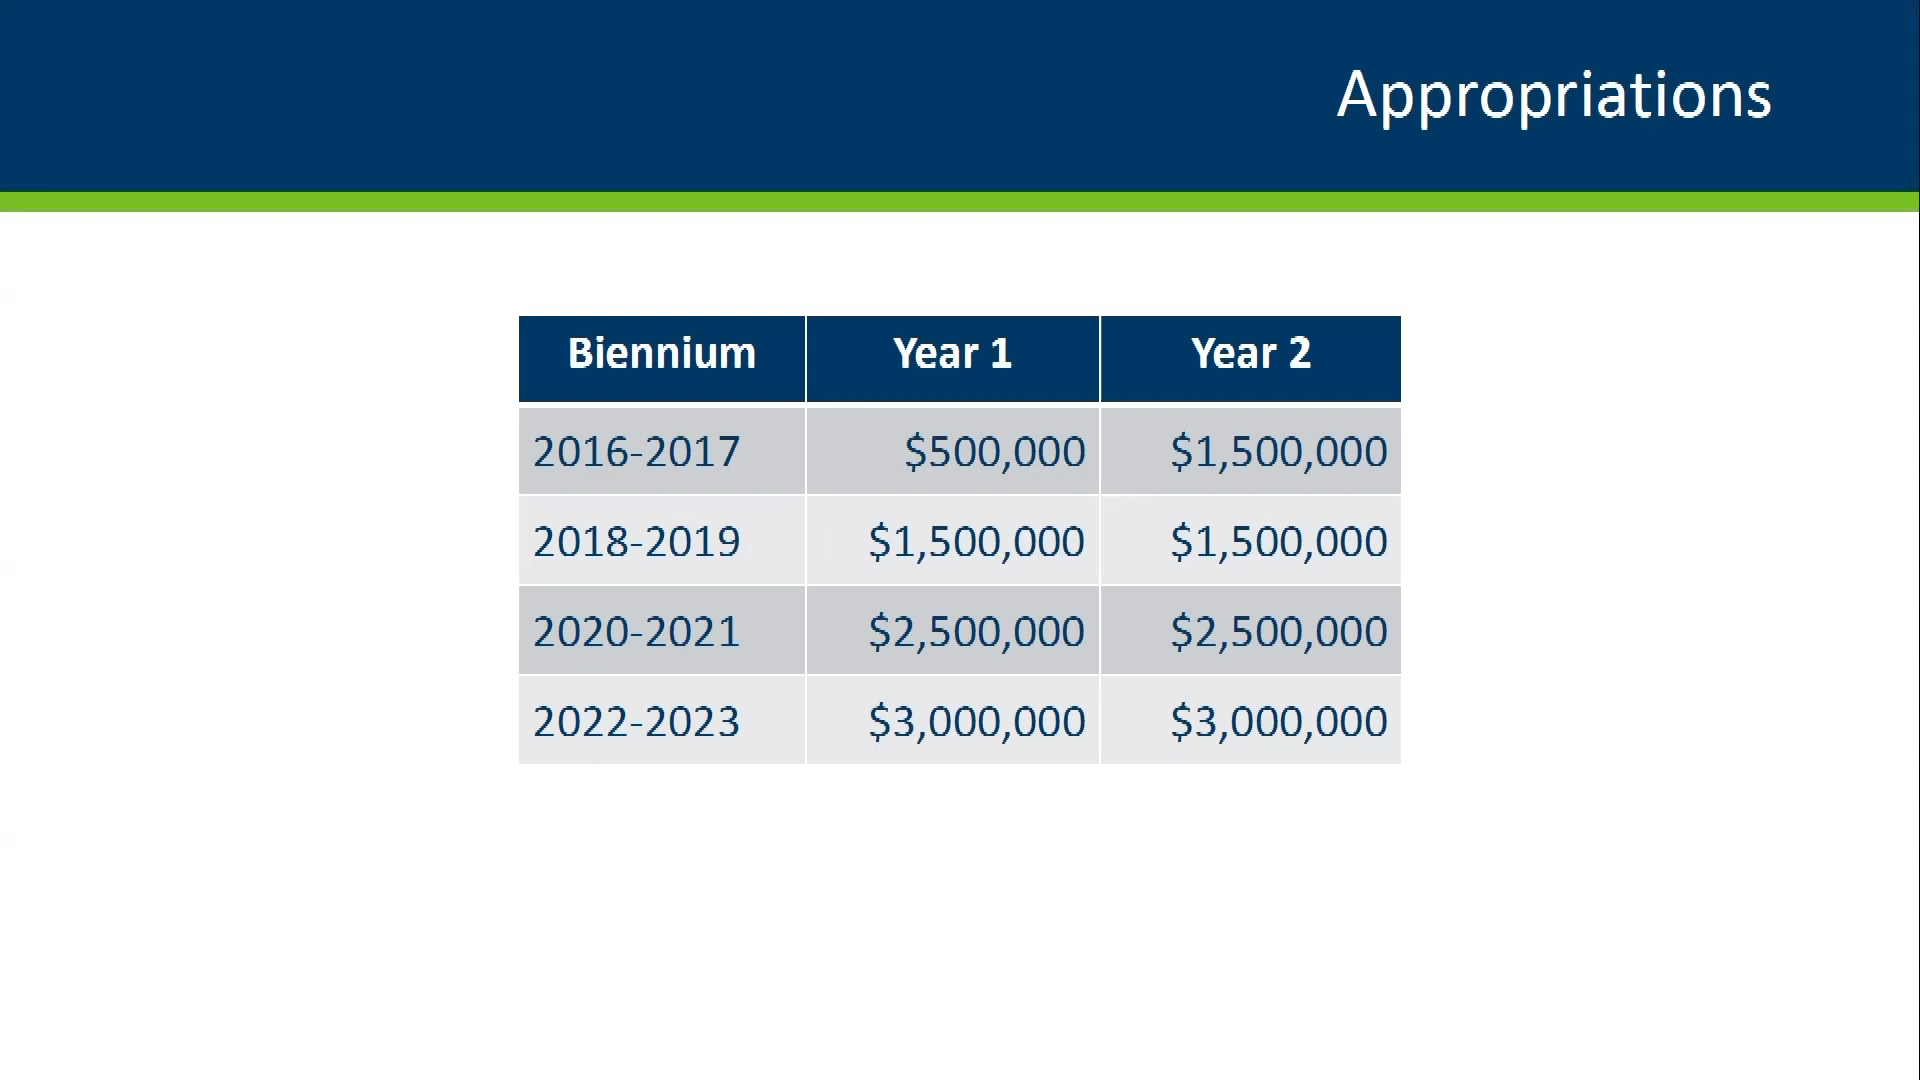 Appropriations
Biennium Year 1 Year 2
2016-2017 $500,000 $1,500,000
2018-2019 $1,500,000 $1,500,000
2020-2021 $2,500,000 $2,500,000
2022-2023 $3,000,000 $3,000,000